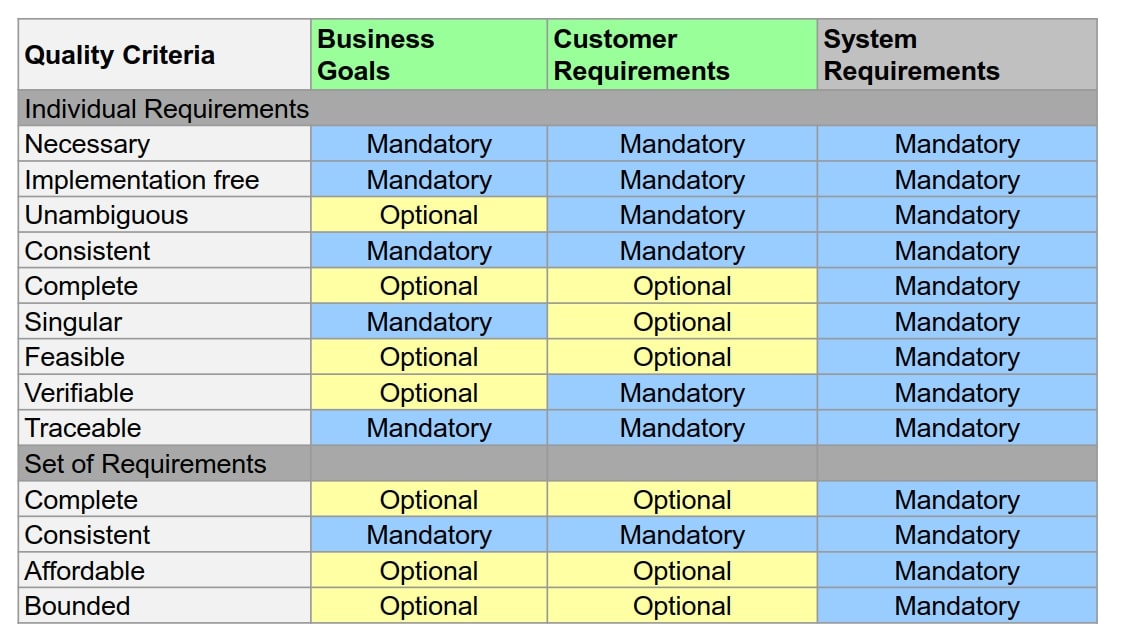 Quality Criteria Business Goals Customer Requirements System Requirements
Individual Requirements
Necessary Mandatory Mandatory Mandatory
Implementation free Mandatory Mandatory Mandatory
Unambiguous Optional Mandatory Mandatory
Consistent Mandatory Mandatory Mandatory
Complete Optional Optional Mandatory
Singular Mandatory Optional Mandatory
Feasible Optional Optional Mandatory
Verifiable Optional Mandatory Mandatory
Traceable Mandatory Mandatory Mandatory
Set of Requirements
Complete Optional Optional Mandatory
Consistent Mandatory Mandatory Mandatory
Affordable Optional Optional Mandatory
Bounded Optional Optional Mandatory